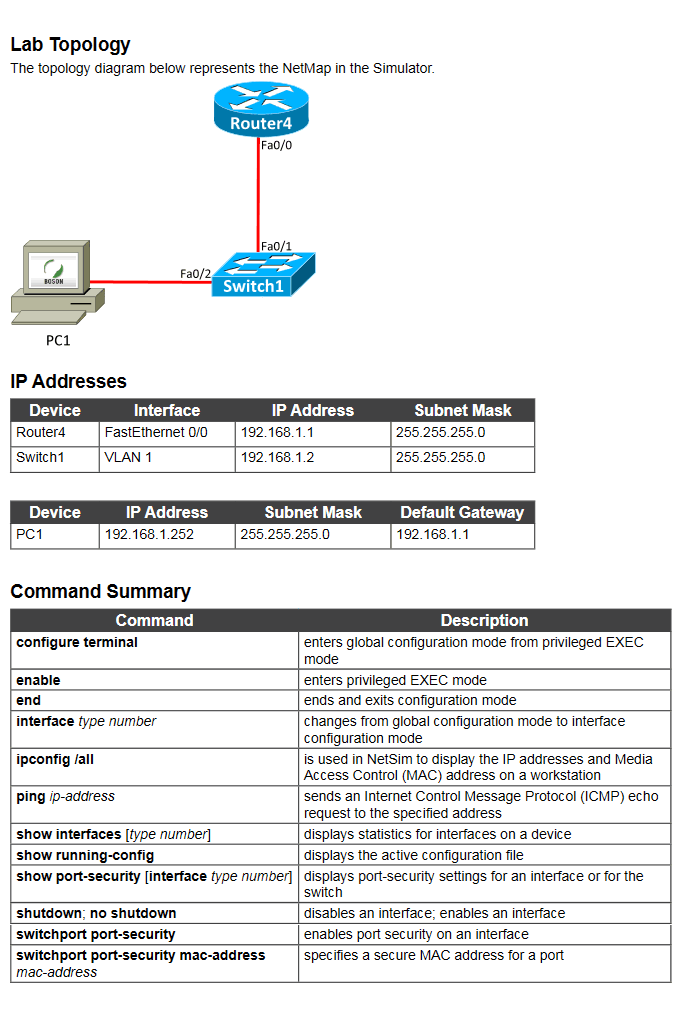 Lab Topology
The topology diagram below represents the NetMap in the Simulator.
Router4
Fa0/0
Fa0/1
Fa0/2
Switch1
BOSON
PC1
IP Addresses
Device Interface IP Address Subnet Mask
Router4 FastEthernet 0/0 192.168.1.1 255.255.255.0
Switch1 VLAN 1 192.168.1.2 255.255.255.0
Device IP Address Subnet Mask Default Gateway
PC1 192.168.1.252 255.255.255.0 192.168.1.1
Command Summary
Command Description
configure terminal enters global configuration mode from privileged EXEC
mode
enable enters privileged EXEC mode
end ends and exits configuration mode
interface type number changes from global configuration mode to interface
configuration mode
ipconfig /all is used in NetSim to display the IP addresses and Media
Access Control (MAC) address on a workstation
ping ip-address sends an Internet Control Message Protocol (ICMP) echo
request to the specified address
show interfaces [type number] displays statistics for interfaces on a device
show running-config displays the active configuration file
show port-security [interface type number] displays port-security settings for an interface or for the
switch
shutdown; no shutdown disables an interface; enables an interface
switchport port-security enables port security on an interface
switchport port-security mac-address specifies a secure MAC address for a port
mac-address